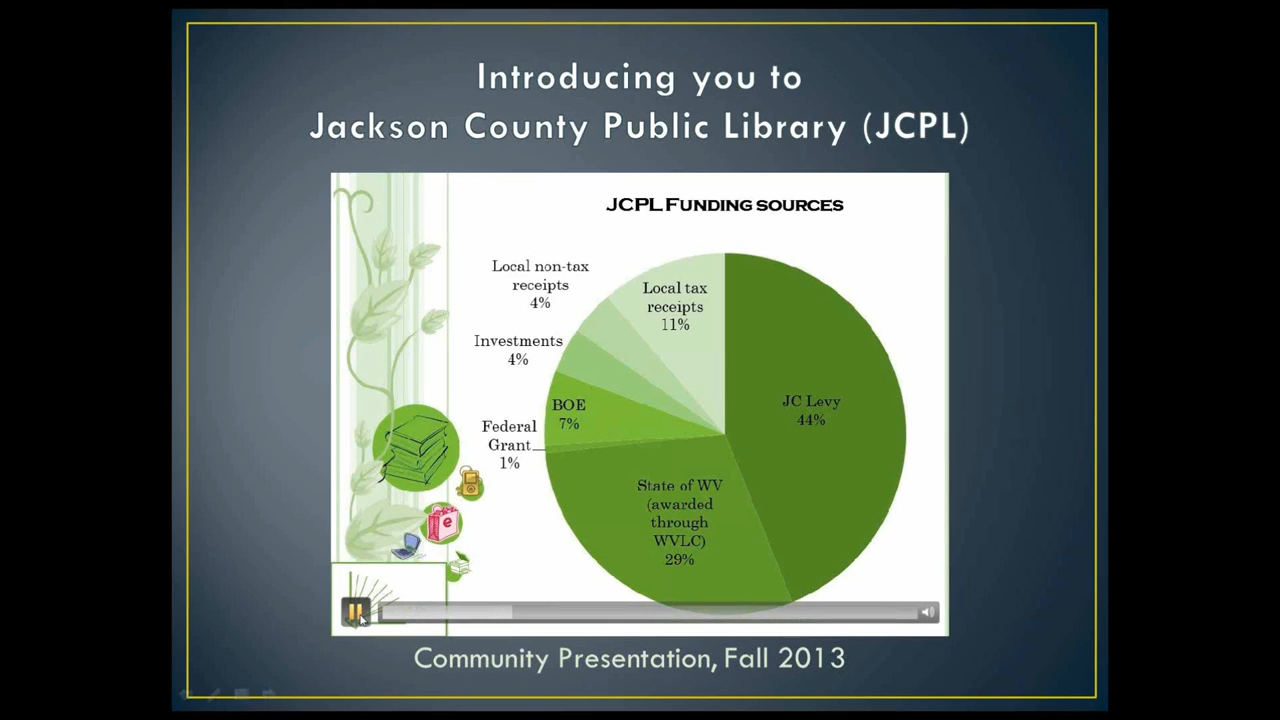 Introducing you to
Jackson County Public Library (JCPL)
JCPL Funding sources
Local non-tax
receipts
4%
Local tax
receipts
11%
Investments
4%
JC Levy
44%
BOE
7%
Federal
Grant
1%
State of WV
(awarded
through
WVLC)
29%
e
Community Presentation, Fall 2013